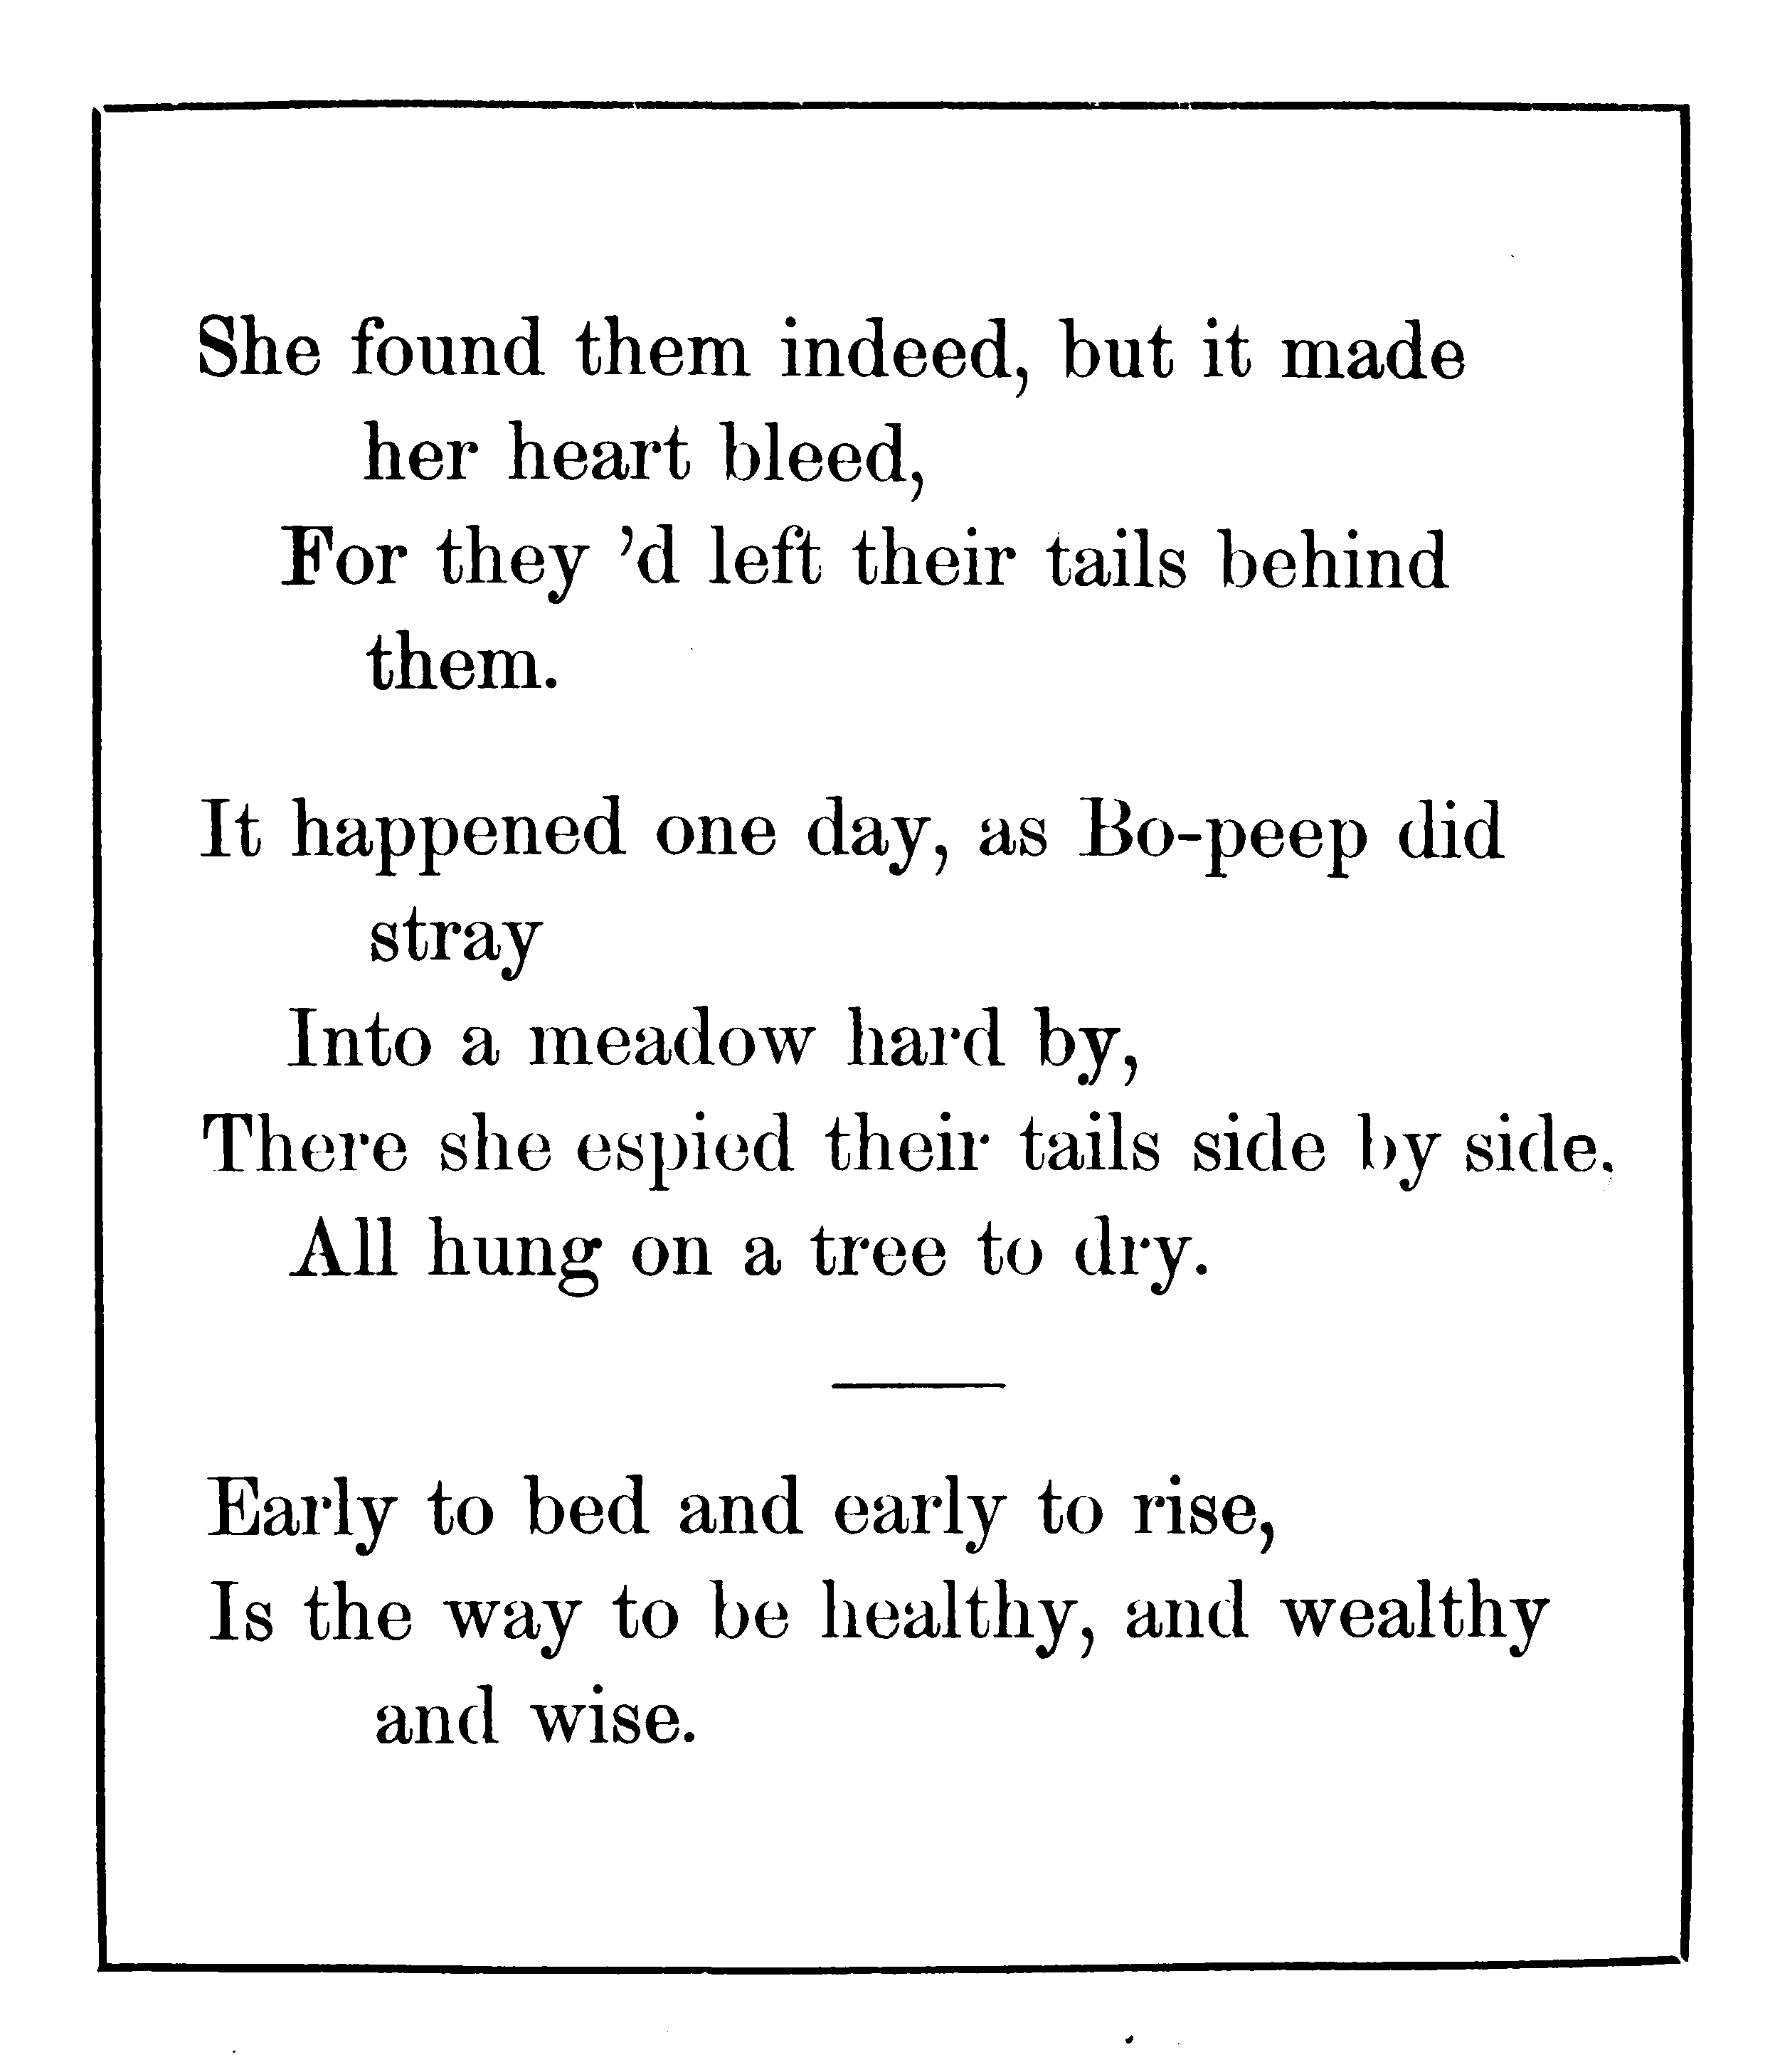 She found them indeed, but it made
her heart bleed,
For they 'd left their tails behind
them.
It happened one day, as Bo-peep did
stray
Into a meadow hard by,
There she espied their tails side by side,
All hung on a tree to dry.
Early to bed and early to rise,
Is the way to be healthy, and wealthy
and wise.